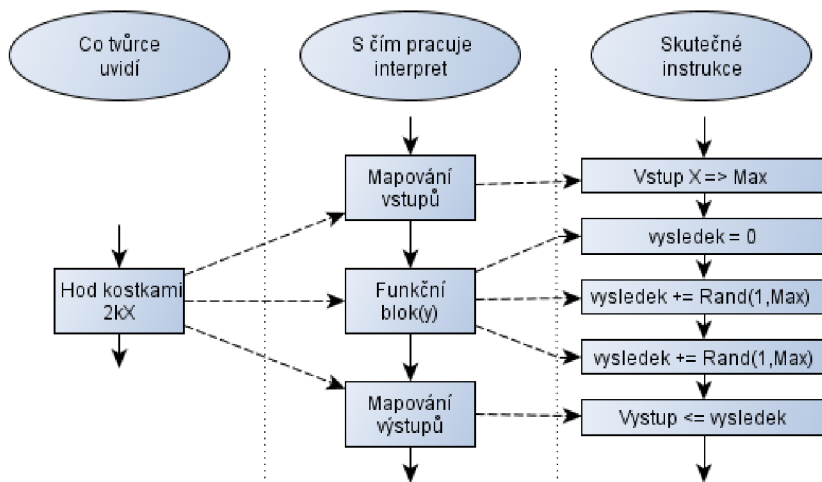 Co tvůrce
uvidí
S čím pracuje
interpret
Skutečné
instrukce
Hod kostkami
2kX
Mapování
vstupů
Funkční
blok(y)
Mapování
výstupů
Vstup X => Max
vysledek = 0
vysledek += Rand(1,Max)
vysledek += Rand(1,Max)
Vystup <= vysledek